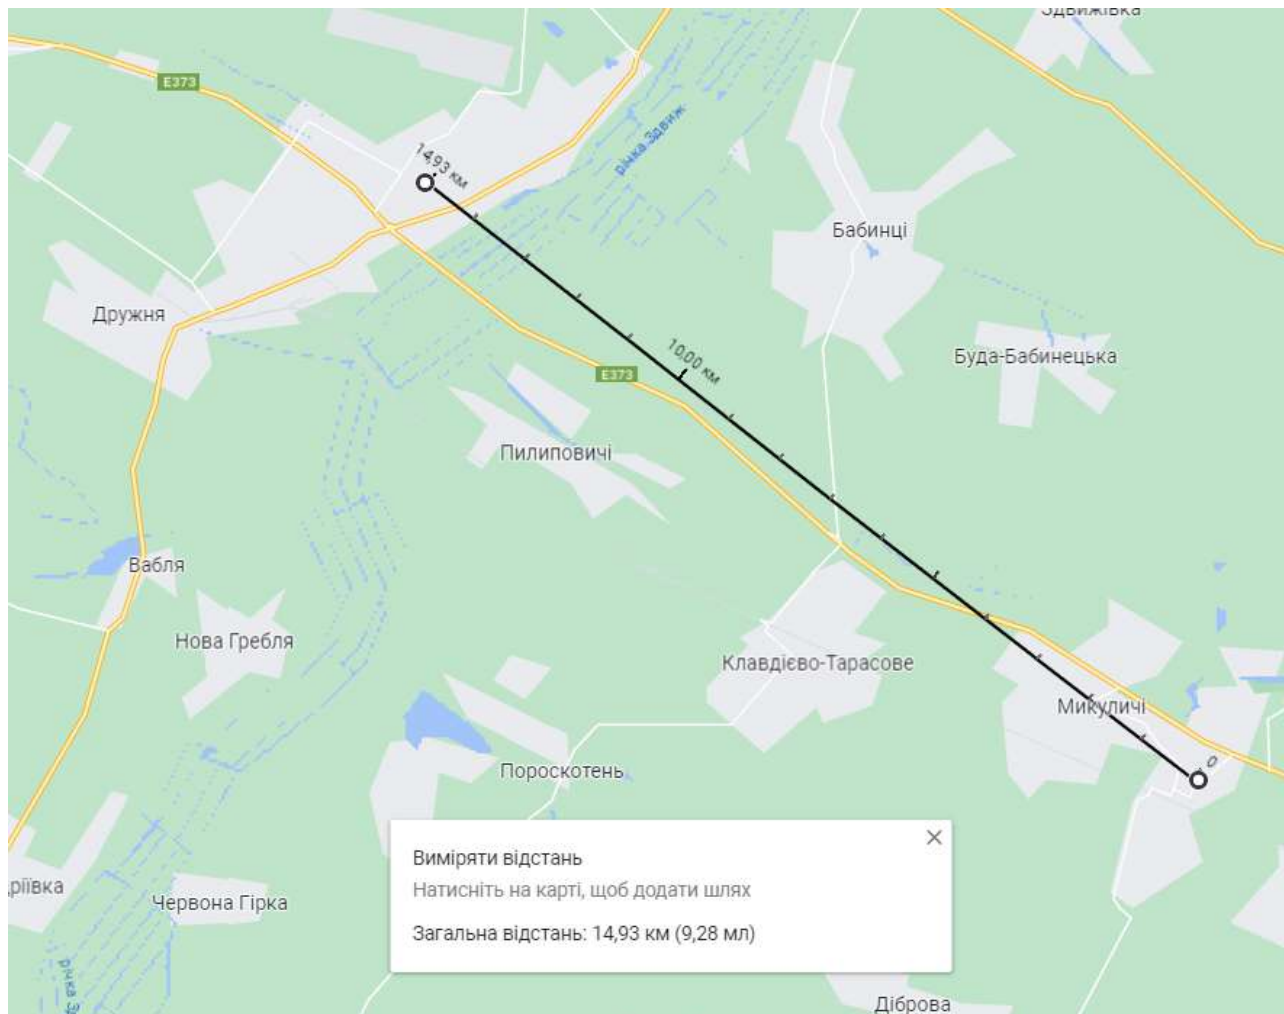 Здвижівка
E373
14,93 км
річка Здвиж
Бабинці
Дружня
10,00 км
Буда-Бабинецька
E373
Пилиповичі
Вабля
Нова Гребля
Клавдієво-Тарасове
Микуличі
0
Пороскотень
Виміряти відстань
Натисніть на карті, щоб додати шлях
Загальна відстань: 14,93 км (9,28 мл)
ріївка
Червона Гірка
річка З
Діброва